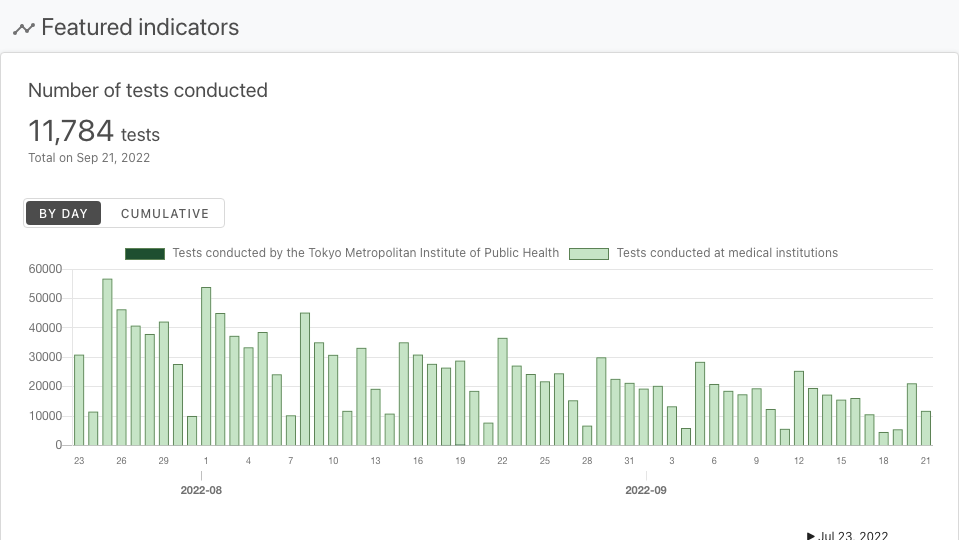 Featured indicators
Number of tests conducted
11,784 tests
Total on Sep 21, 2022
BY DAY CUMULATIVE
Tests conducted by the Tokyo Metropolitan Institute of Public Health Tests conducted at medical institutions
60000
50000
40000
30000
20000
10000
0
23 26 29 1 4 7 10 13 16 19 22 25 28 31 3 6 9 12 15 18 21
2022-08 2022-09
Jul 23, 2022